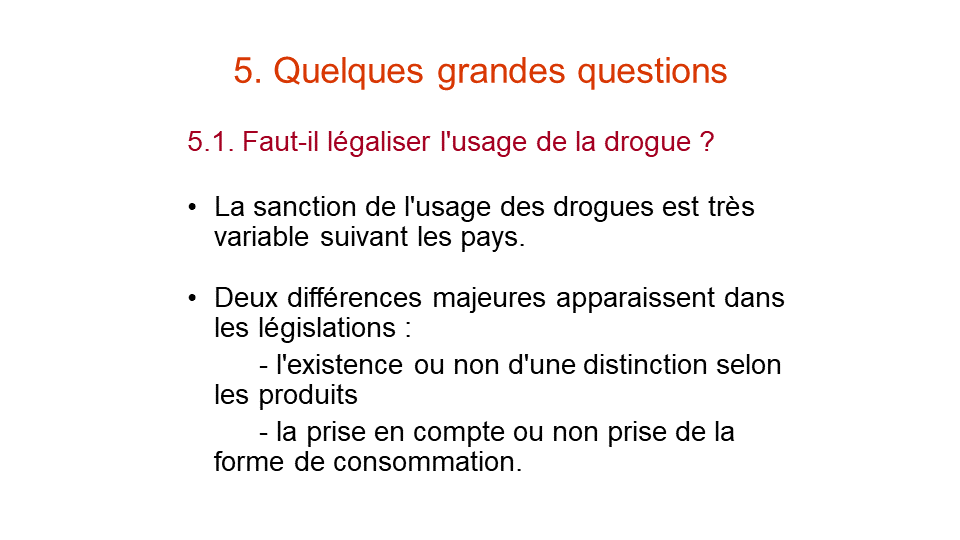 5. Quelques grandes questions
5.1. Faut-il légaliser l'usage de la drogue ?
• La sanction de l'usage des drogues est très
variable suivant les pays.
• Deux différences majeures apparaissent dans
les législations :
- l'existence ou non d'une distinction selon
les produits
- la prise en compte ou non prise de la
forme de consommation.